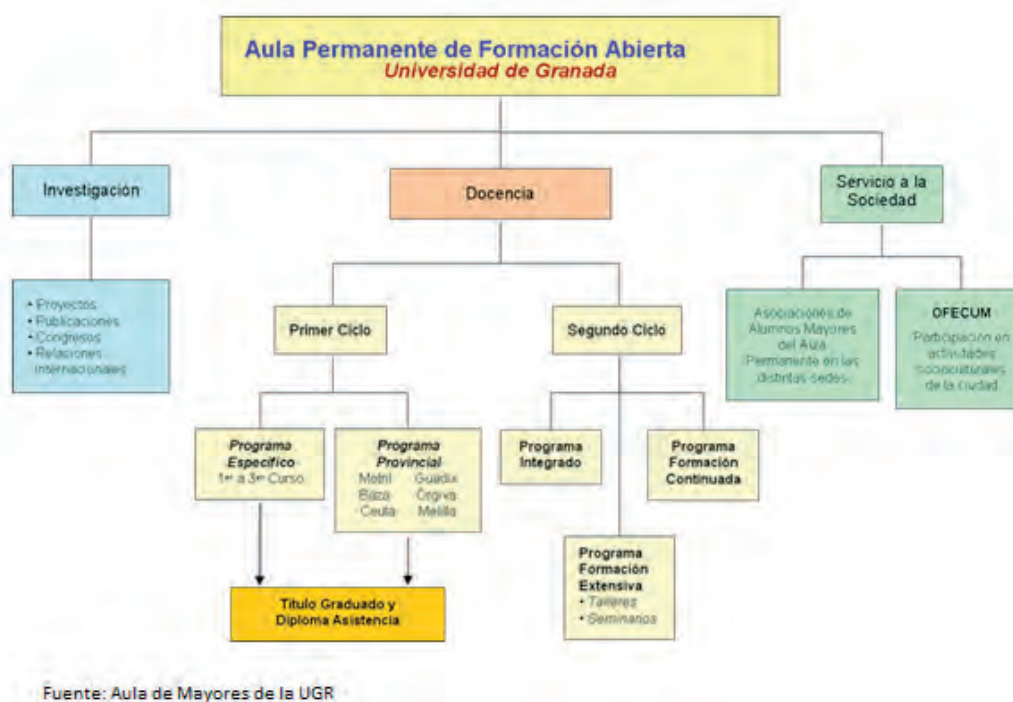 Aula Permanente de Formación Abierta
Universidad de Granada
Investigación
Docencia
Servicio a la
Sociedad
• Proyectos
• Publicaciones
• Congresos
• Relaciones
internacionales
Primer Ciclo
Segundo Ciclo
Asociaciones de
Alumnos Mayores
del Aula
Permanente en las
distintas sedes.
OFECUM
Participación en
actividades
socioculturales
de la ciudad
Programa
Específico
1er a 3er Curso
Programa
Provincial
Motril Guadix
Baza Orgiva
Ceuta Melilla
Programa
Integrado
Programa
Formación
Continuada
Programa
Formación
Extensiva
• Talleres
• Seminarios
Titulo Graduado y
Diploma Asistencia
Fuente: Aula de Mayores de la UGR